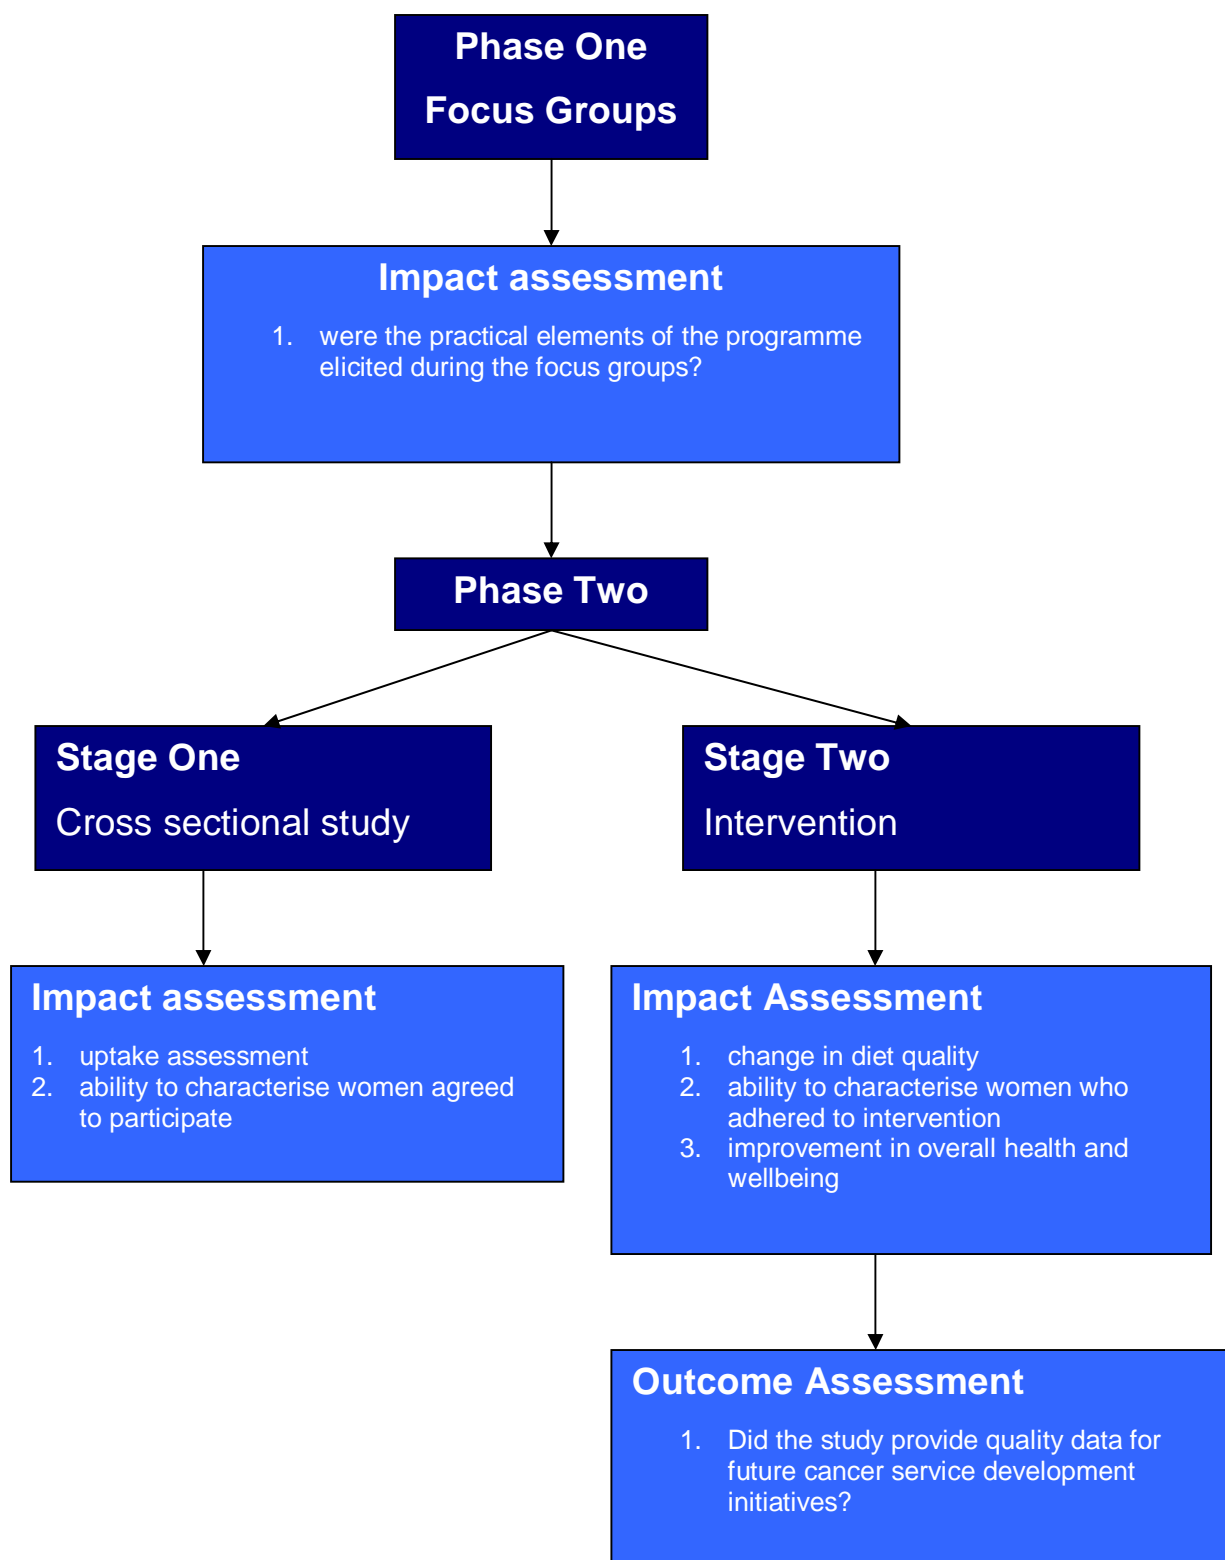 Phase One
Focus Groups
Impact assessment
1. were the practical elements of the programme
elicited during the focus groups?
Phase Two
Stage One
Cross sectional study
Stage Two
Intervention
Impact assessment
1. uptake assessment
2. ability to characterise women agreed
to participate
Impact Assessment
1. change in diet quality
2. ability to characterise women who
adhered to intervention
3. improvement in overall health and
wellbeing
Outcome Assessment
1. Did the study provide quality data for
future cancer service development
initiatives?